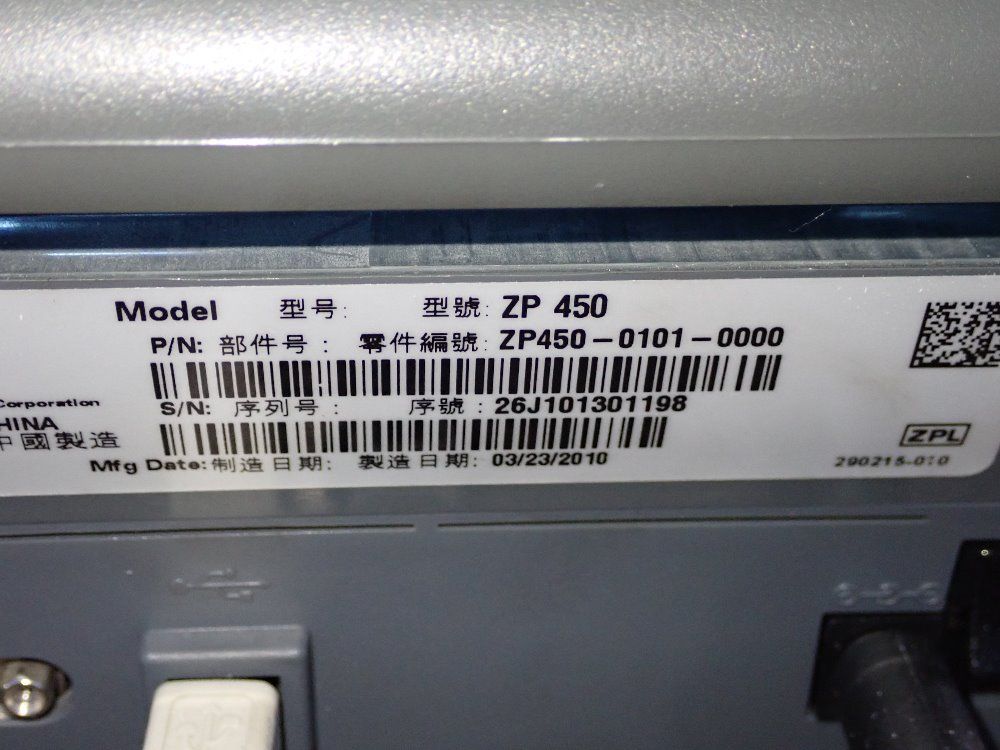 Model 型号: 型號: ZP 450
P/N: 部件号: 零件編號: ZP450-0101-0000
Corporation
S/N: 序列号: 序號: 26J101301198
HINA
中國製造
ZPL
Mfg Date: 制造日期: 製造日期: 03/23/2010
290215-010